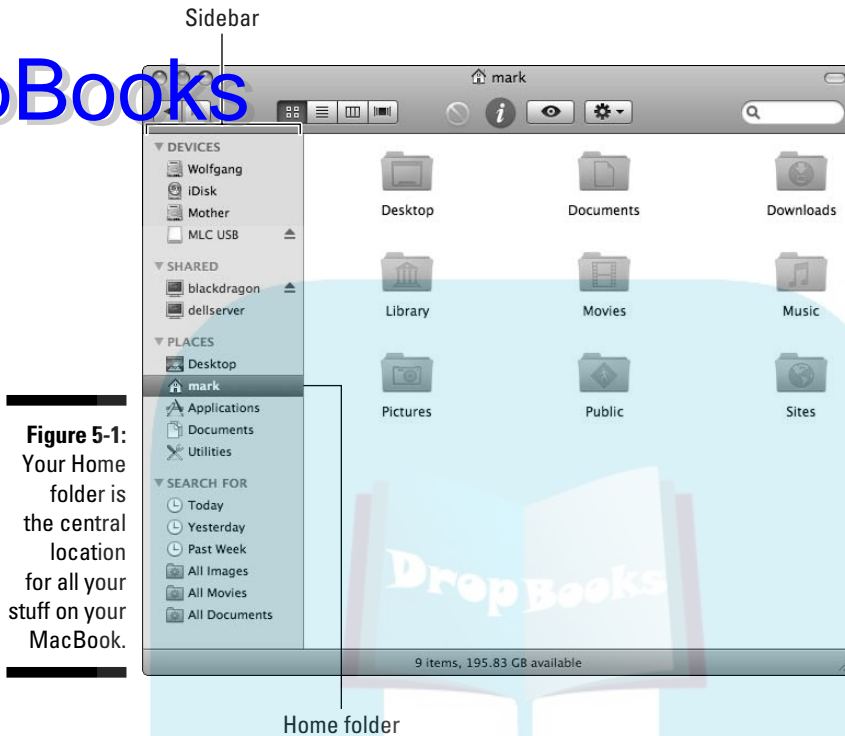 Sidebar
pBooks
mark
DEVICES
Wolfgang
iDisk
Mother
MLC USB
SHARED
blackdragon
dellserver
PLACES
Desktop
mark
Applications
Documents
Utilities
SEARCH FOR
Today
Yesterday
Past Week
All Images
All Movies
All Documents
Desktop
Documents
Downloads
Library
Movies
Music
Pictures
Public
Sites
DropBooks
9 items, 195.83 GB available
Figure 5-1:
Your Home
folder is
the central
location
for all your
stuff on your
MacBook.
Home folder